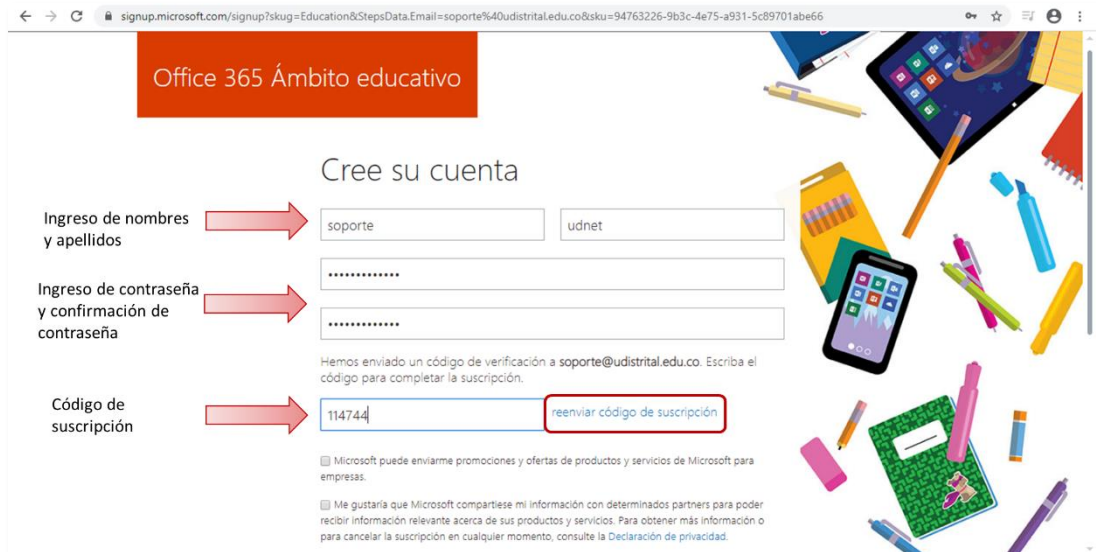 signup.microsoft.com/signup?skug=Education&StepsData.Email=soporte%40udistrital.edu.co&sku=94763226-9b3c-4e75-a931-5c89701abe66
Office 365 Ámbito educativo
Cree su cuenta
Ingreso de nombres
y apellidos
soporte
udnet
Ingreso de contraseña
y confirmación de
contraseña
•••••••••••••
•••••••••••••
Hemos enviado un código de verificación a soporte@udistrital.edu.co. Escriba el
código para completar la suscripción.
Código de
suscripción
114744
reenviar código de suscripción
Microsoft puede enviarme promociones y ofertas de productos y servicios de Microsoft para
empresas.
Me gustaría que Microsoft compartiese mi información con determinados partners para poder
recibir información relevante acerca de sus productos y servicios. Para obtener más información o
para cancelar la suscripción en cualquier momento, consulte la Declaración de privacidad.